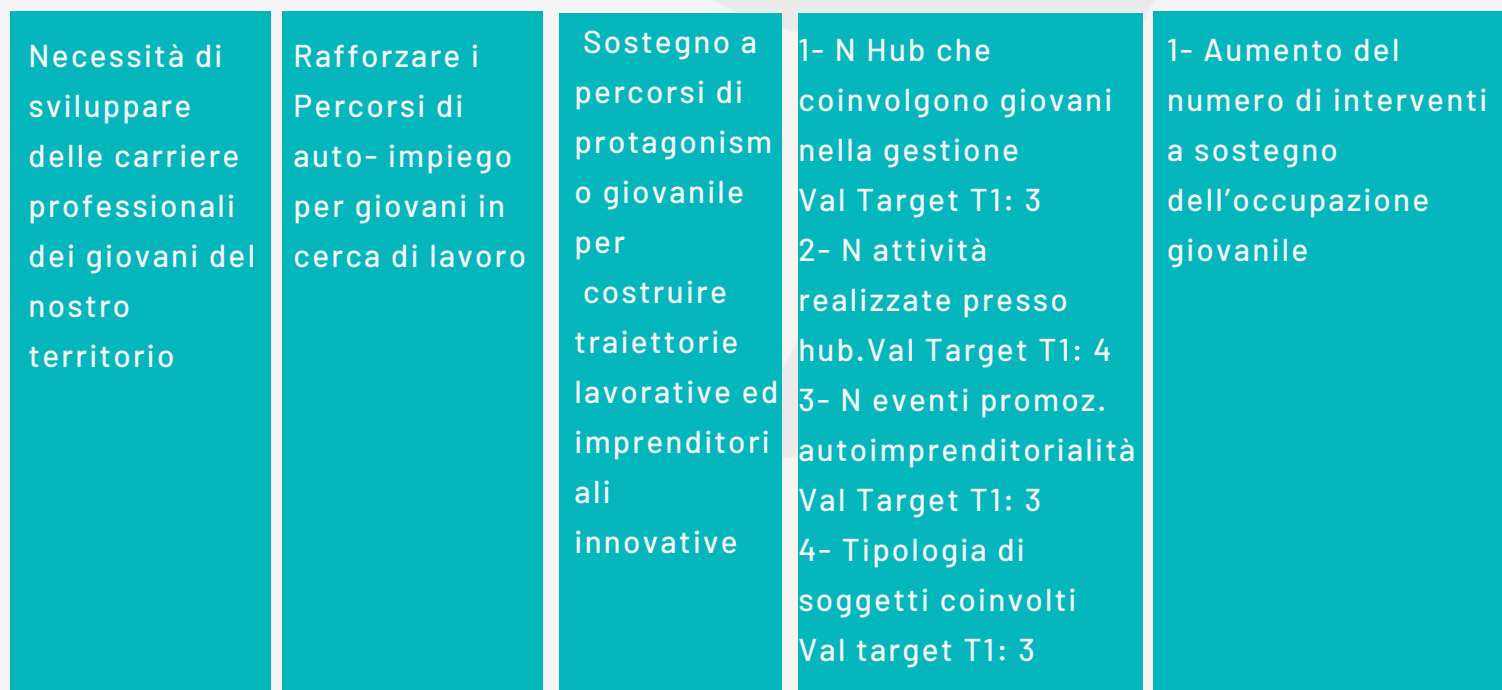 Necessità di
sviluppare
delle carriere
professionali
dei giovani del
nostro
territorio
Rafforzare i
Percorsi di
auto- impiego
per giovani in
cerca di lavoro
Sostegno a
percorsi di
protagonism
o giovanile
per
costruire
traiettorie
lavorative ed
imprenditori
ali
innovative
1- N Hub che
coinvolgono giovani
nella gestione
Val Target T1: 3
2- N attività
realizzate presso
hub.Val Target T1: 4
3- N eventi promoz.
autoimprenditorialità
Val Target T1: 3
4- Tipologia di
soggetti coinvolti
Val target T1: 3
1- Aumento del
numero di interventi
a sostegno
dell’occupazione
giovanile